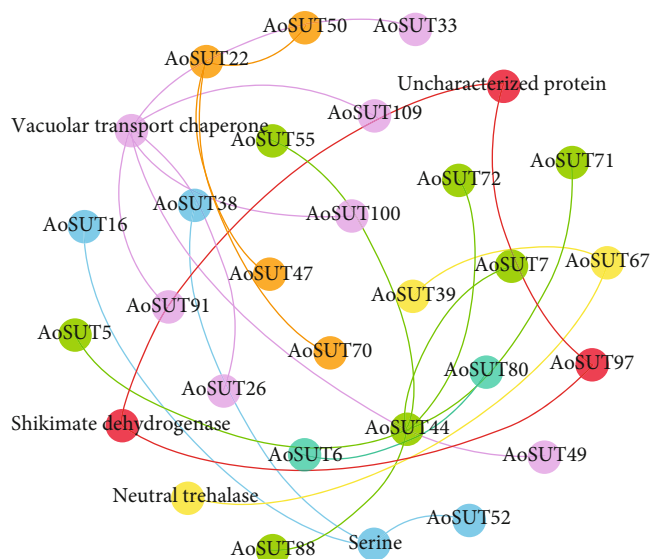 AoSUT50
AoSUT33
AoSUT22
Uncharacterized protein
AoSUT109
Vacuolar transport chaperone
AoSUT55
AoSUT71
AoSUT72
AoSUT38
AoSUT100
AoSUT16
AoSUT7
AoSUT67
AoSUT47
AoSUT39
AoSUT91
AoSUT5
AoSUT70
AoSUT97
AoSUT80
AoSUT26
Shikimate dehydrogenase
AoSUT44
AoSUT6
AoSUT49
Neutral trehalase
AoSUT52
Serine
AoSUT88